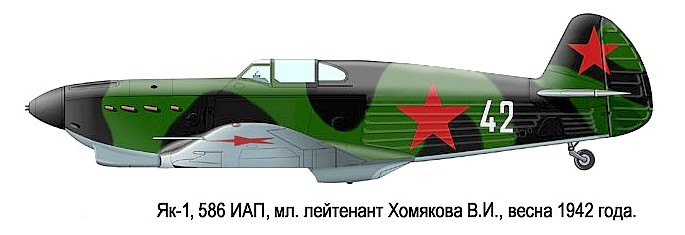 42
Як-1, 586 ИАП, мл. лейтенант Хомякова В.И., весна 1942 года.